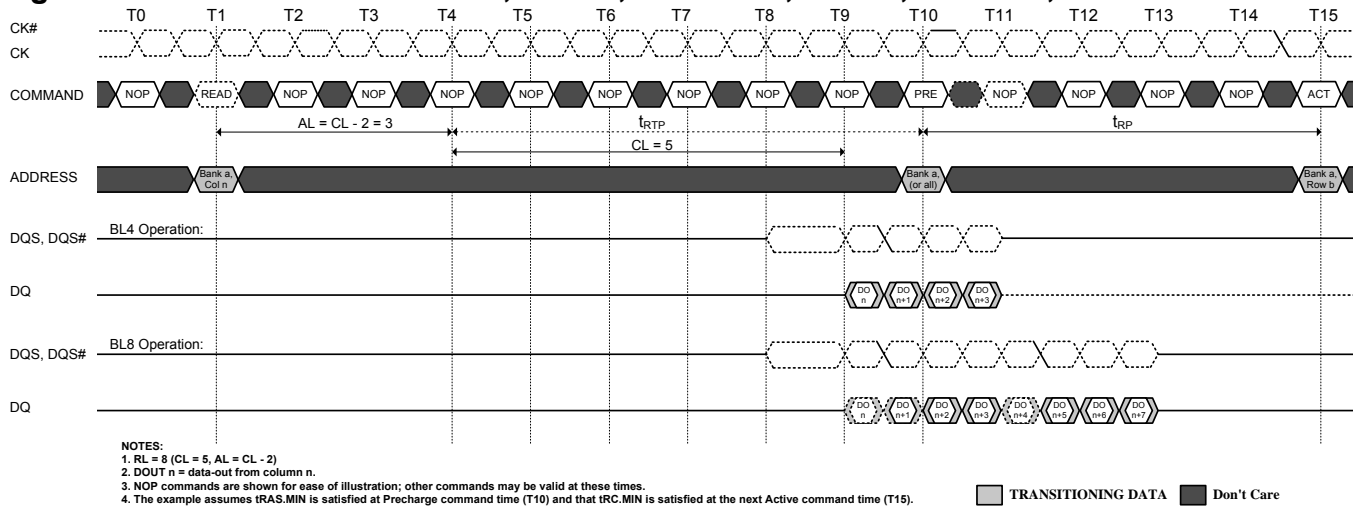 T0 T1 T2 T3 T4 T5 T6 T7 T8 T9 T10 T11 T12 T13 T14 T15
CK#
CK
COMMAND NOP READ NOP NOP NOP NOP NOP NOP NOP NOP PRE NOP NOP NOP NOP ACT
AL = CL - 2 = 3 tRTP tRP
CL = 5
ADDRESS Bank a, Col n Bank a, (or all) Bank a, Row b
DQS, DQS# BL4 Operation:
DQ DO n DO n+1 DO n+2 DO n+3
DQS, DQS# BL8 Operation:
DQ DO n DO n+1 DO n+2 DO n+3 DO n+4 DO n+5 DO n+6 DO n+7
NOTES:
1. RL = 8 (CL = 5, AL = CL - 2)
2. DOUT n = data-out from column n.
3. NOP commands are shown for ease of illustration; other commands may be valid at these times.
4. The example assumes tRAS.MIN is satisfied at Precharge command time (T10) and that tRC.MIN is satisfied at the next Active command time (T15).
TRANSITIONING DATA Don't Care